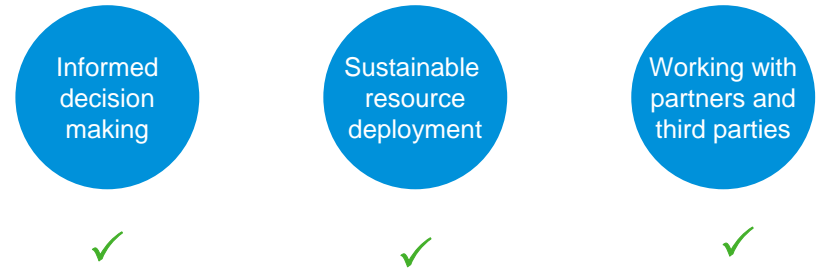 Informed
decision
making
Sustainable
resource
deployment
Working with
partners and
third parties